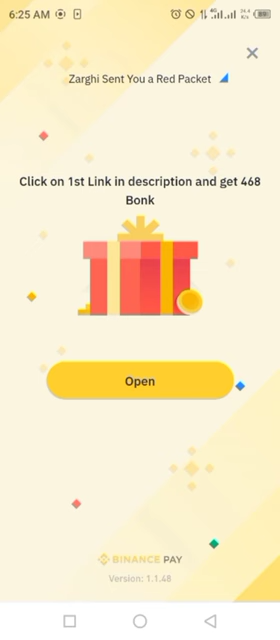 6:25 AM
Zarghi Sent You a Red Packet
Click on 1st Link in description and get 468
Bonk
Open
BINANCE PAY
Version: 1.1.48